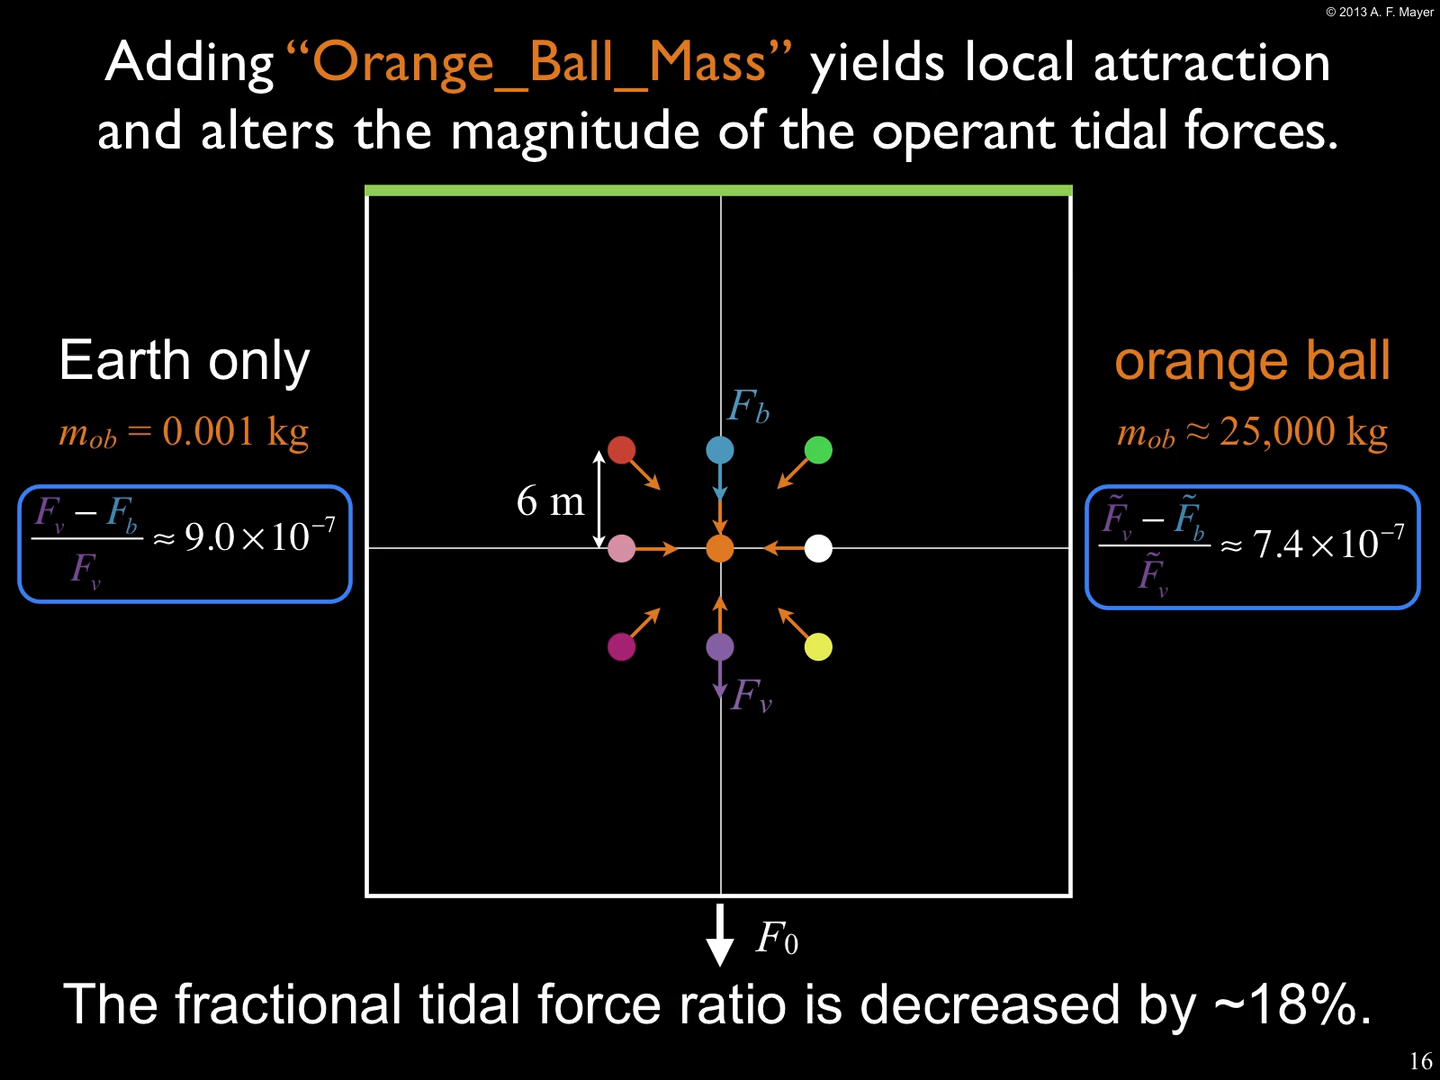 © 2013 A. F. Mayer
Adding “Orange_Ball_Mass” yields local attraction
and alters the magnitude of the operant tidal forces.
Earth only
m_ob = 0.001 kg
(F_v − F_b) / F_v ≈ 9.0×10⁻⁷
F_b
6 m
F_v
F_0
orange ball
m_ob ≈ 25,000 kg
(F̃_v − F̃_b) / F̃_v ≈ 7.4×10⁻⁷
The fractional tidal force ratio is decreased by ~18%.
16